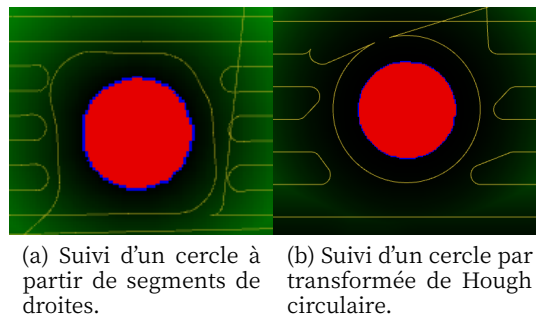 (a) Suivi d'un cercle à
partir de segments de
droites.
(b) Suivi d'un cercle par
transformée de Hough
circulaire.